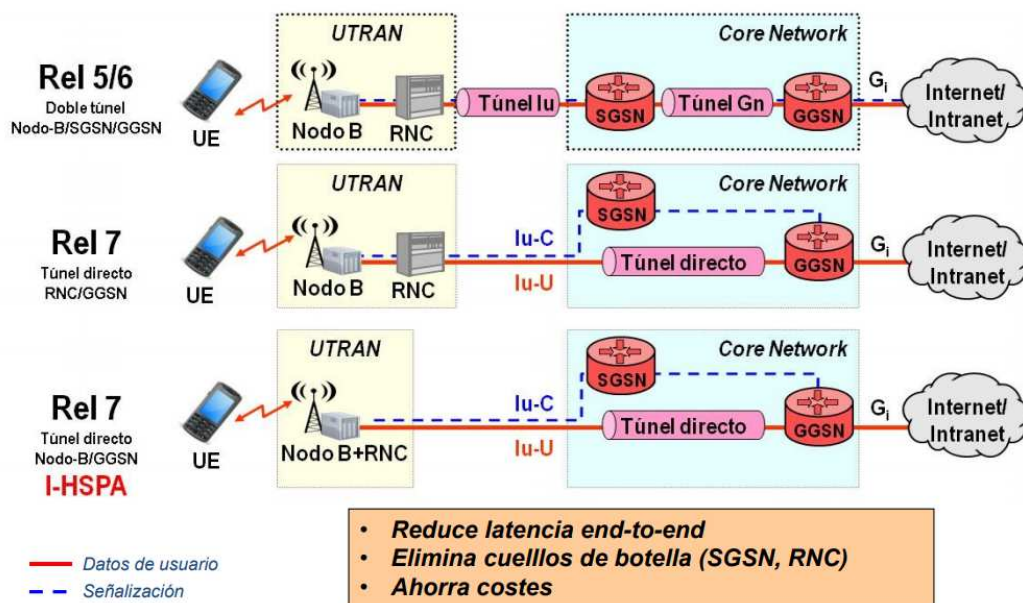 UTRAN
Core Network
Rel 5/6
Doble túnel
Nodo-B/SGSN/GGSN
UE
Nodo B
RNC
Túnel Iu
SGSN
Túnel Gn
GGSN
Gi
Internet/
Intranet
UTRAN
Core Network
Rel 7
Túnel directo
RNC/GGSN
UE
Nodo B
RNC
Iu-C
Iu-U
SGSN
Túnel directo
GGSN
Gi
Internet/
Intranet
UTRAN
Core Network
Rel 7
Túnel directo
Nodo-B/GGSN
I-HSPA
UE
Nodo B+RNC
Iu-C
Iu-U
SGSN
Túnel directo
GGSN
Gi
Internet/
Intranet
Datos de usuario
Señalización
• Reduce latencia end-to-end
• Elimina cuelllos de botella (SGSN, RNC)
• Ahorra costes